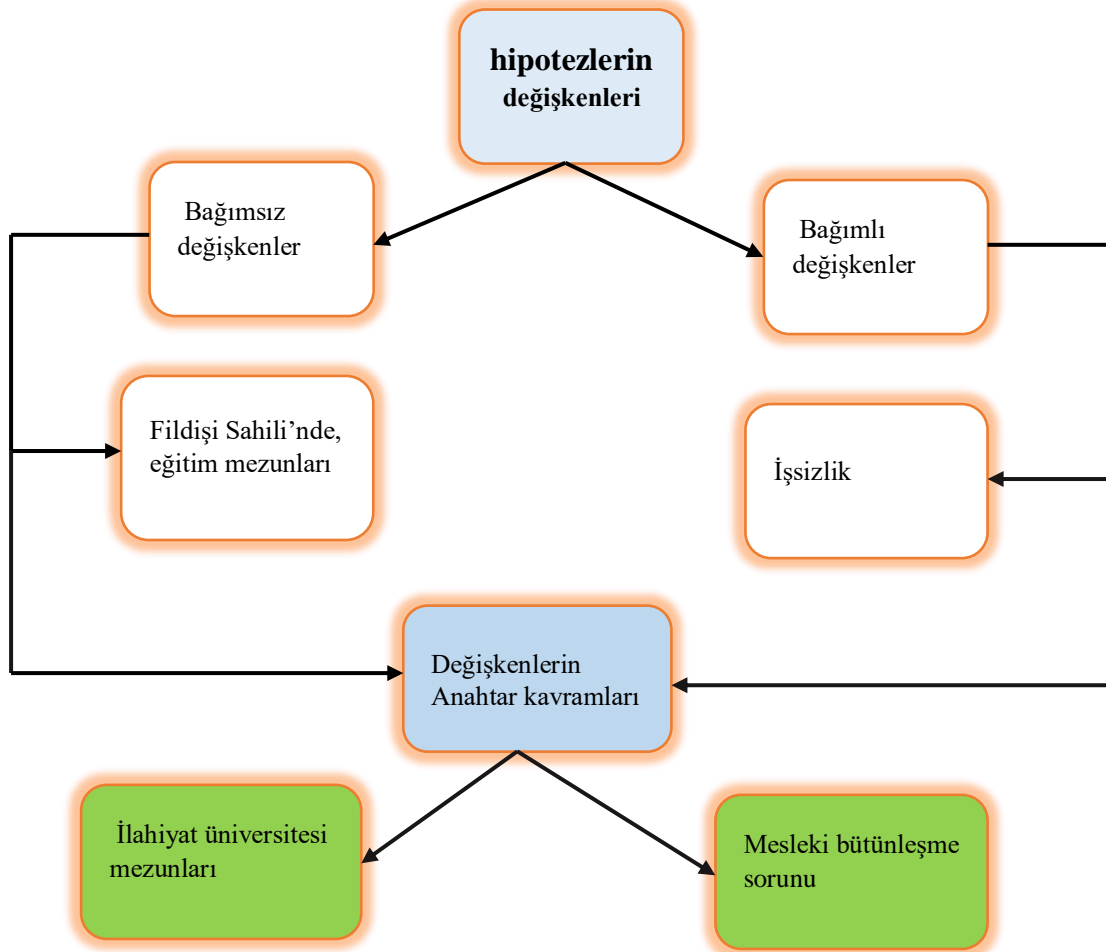 hipotezlerin
değişkenleri
Bağımsız
değişkenler
Bağımlı
değişkenler
Fildişi Sahili’nde,
eğitim mezunları
İşsizlik
Değişkenlerin
Anahtar kavramları
İlahiyat üniversitesi
mezunları
Mesleki bütünleşme
sorunu